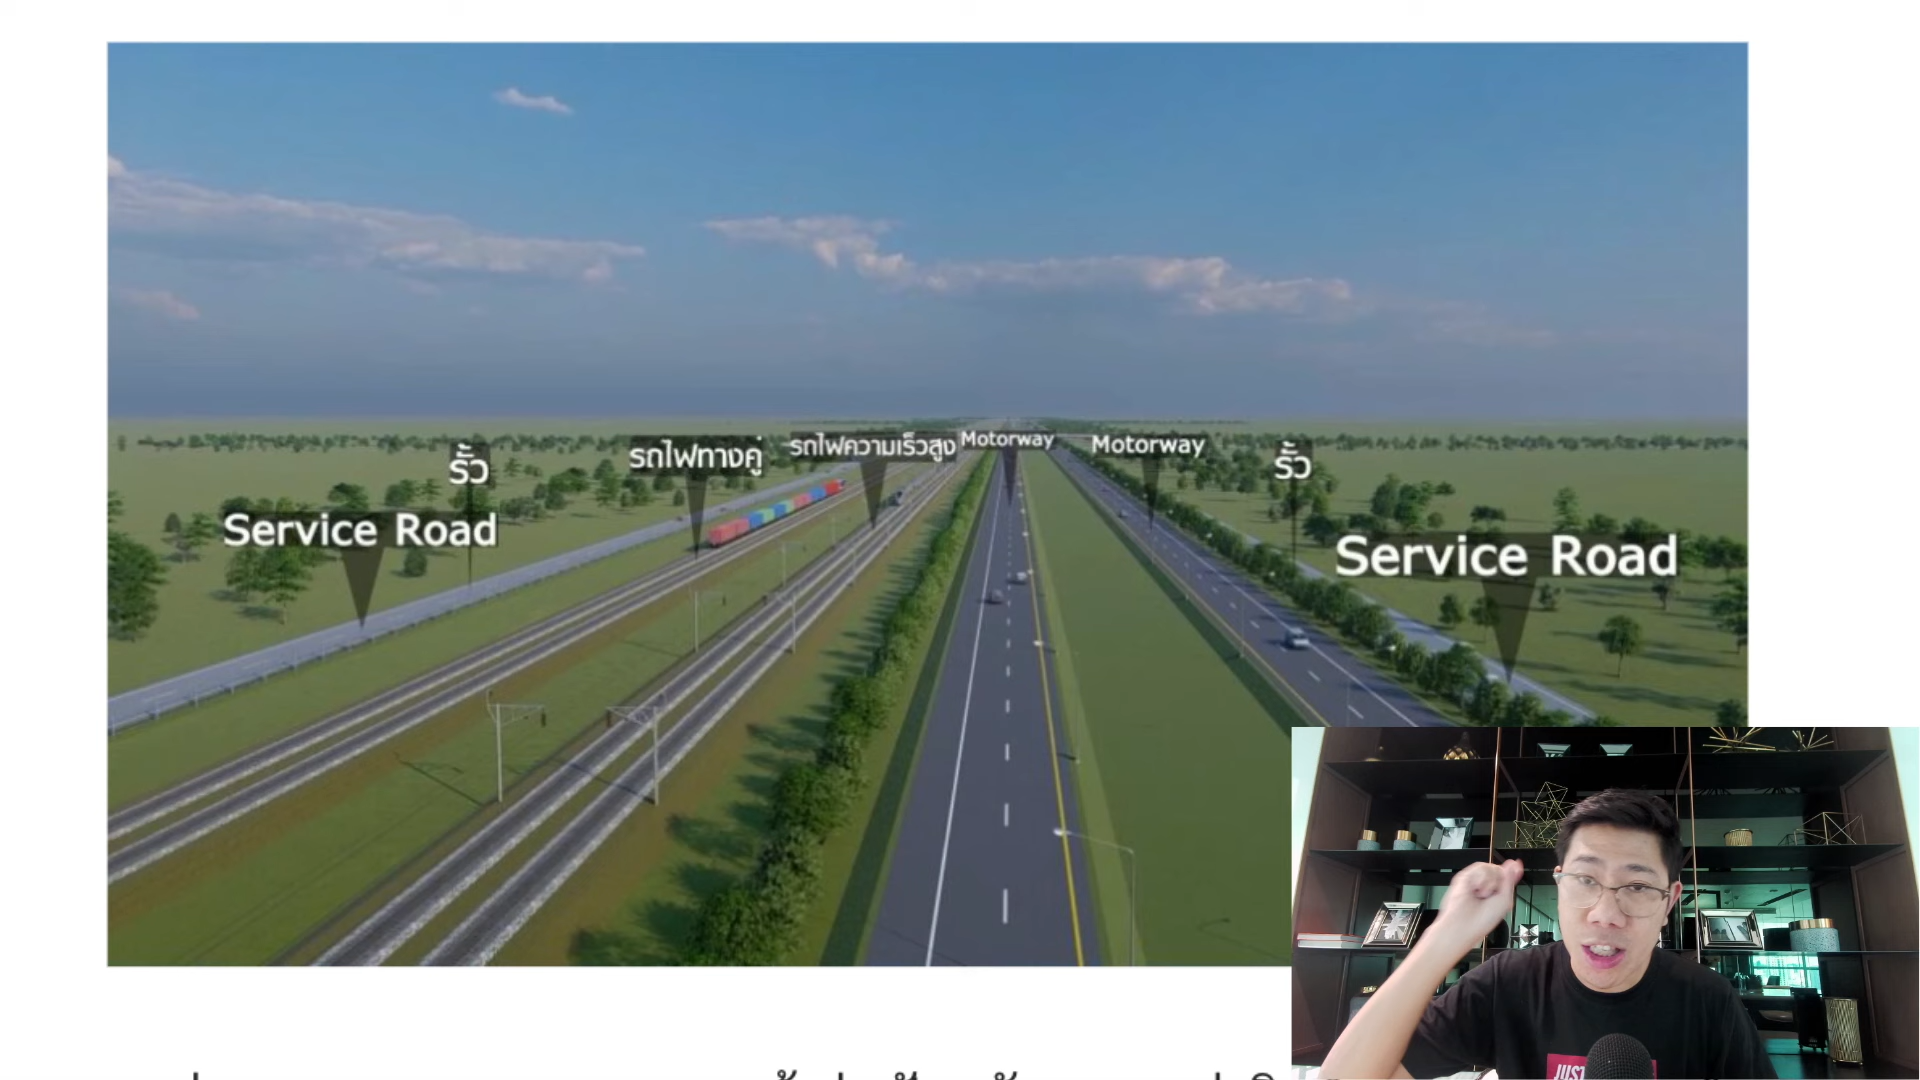 Service Road
รั้ว
รถไฟทางคู่
รถไฟความเร็วสูง
Motorway
Motorway
รั้ว
Service Road
JUST